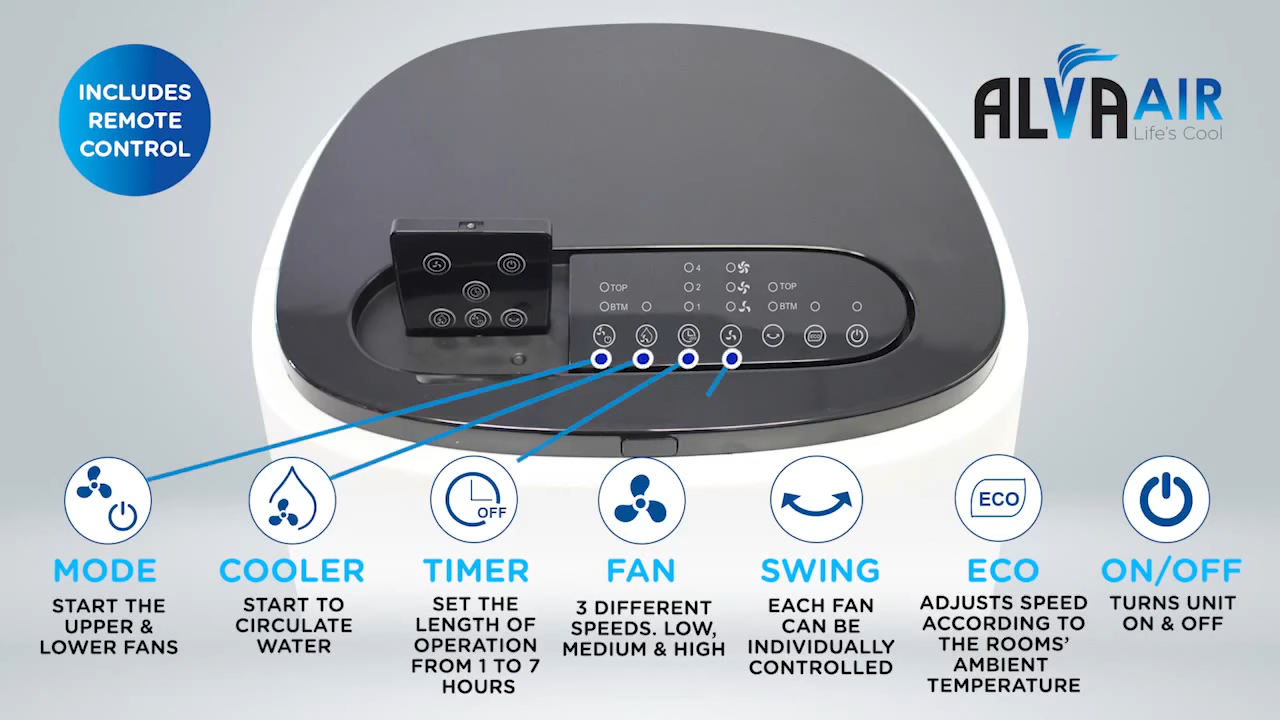 INCLUDES
REMOTE
CONTROL
ALVA AIR
Life's Cool
4
TOP
2
TOP
BTM
1
BTM
ECO
OFF
ECO
MODE
START THE
UPPER &
LOWER FANS
COOLER
START TO
CIRCULATE
WATER
TIMER
SET THE
LENGTH OF
OPERATION
FROM 1 TO 7
HOURS
FAN
3 DIFFERENT
SPEEDS. LOW,
MEDIUM & HIGH
SWING
EACH FAN
CAN BE
INDIVIDUALLY
CONTROLLED
ECO
ADJUSTS SPEED
ACCORDING TO
THE ROOMS'
AMBIENT
TEMPERATURE
ON/OFF
TURNS UNIT
ON & OFF